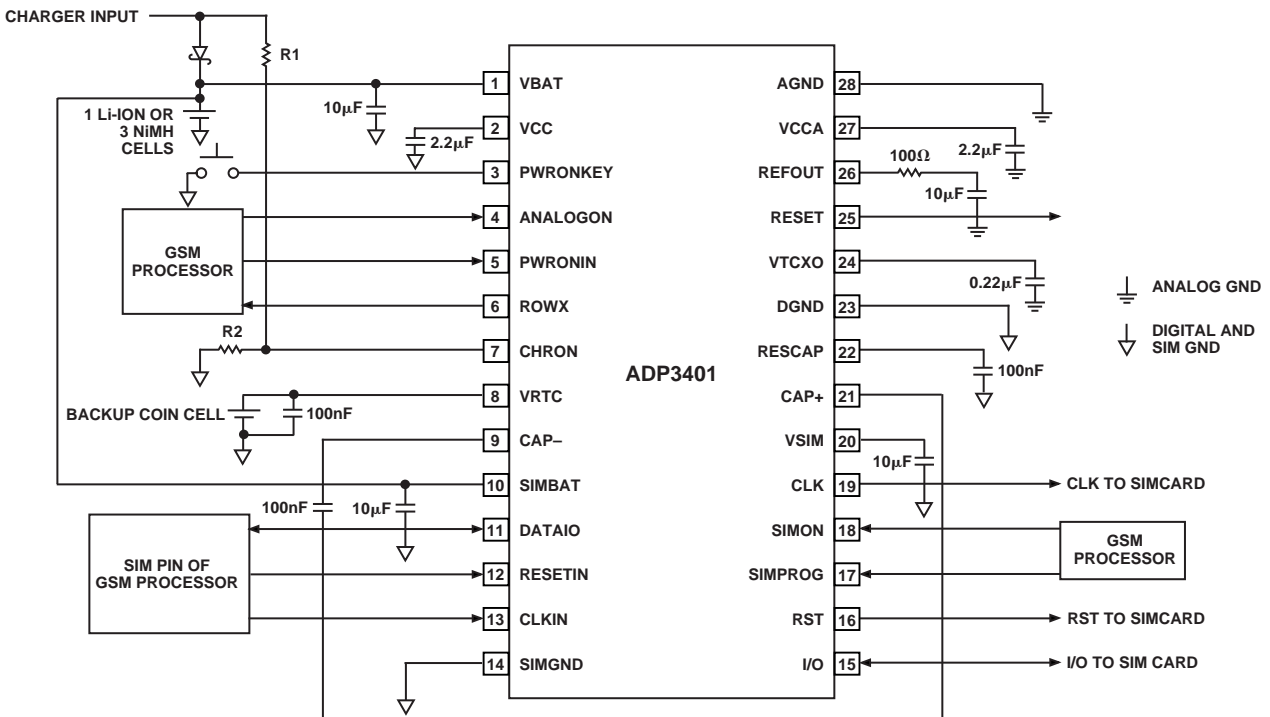 CHARGER INPUT
R1
1 Li-ION OR
3 NiMH
CELLS
10μF
2.2μF
GSM
PROCESSOR
R2
BACKUP COIN CELL
100nF
100nF
10μF
SIM PIN OF
GSM PROCESSOR
1 VBAT
2 VCC
3 PWRONKEY
4 ANALOGON
5 PWRONIN
6 ROWX
7 CHRON
8 VRTC
9 CAP–
10 SIMBAT
11 DATAIO
12 RESETIN
13 CLKIN
14 SIMGND
ADP3401
AGND 28
VCCA 27
REFOUT 26
RESET 25
VTCXO 24
DGND 23
RESCAP 22
CAP+ 21
VSIM 20
CLK 19
SIMON 18
SIMPROG 17
RST 16
I/O 15
2.2μF
100Ω
10μF
0.22μF
100nF
10μF
CLK TO SIMCARD
GSM
PROCESSOR
RST TO SIMCARD
I/O TO SIM CARD
ANALOG GND
DIGITAL AND
SIM GND